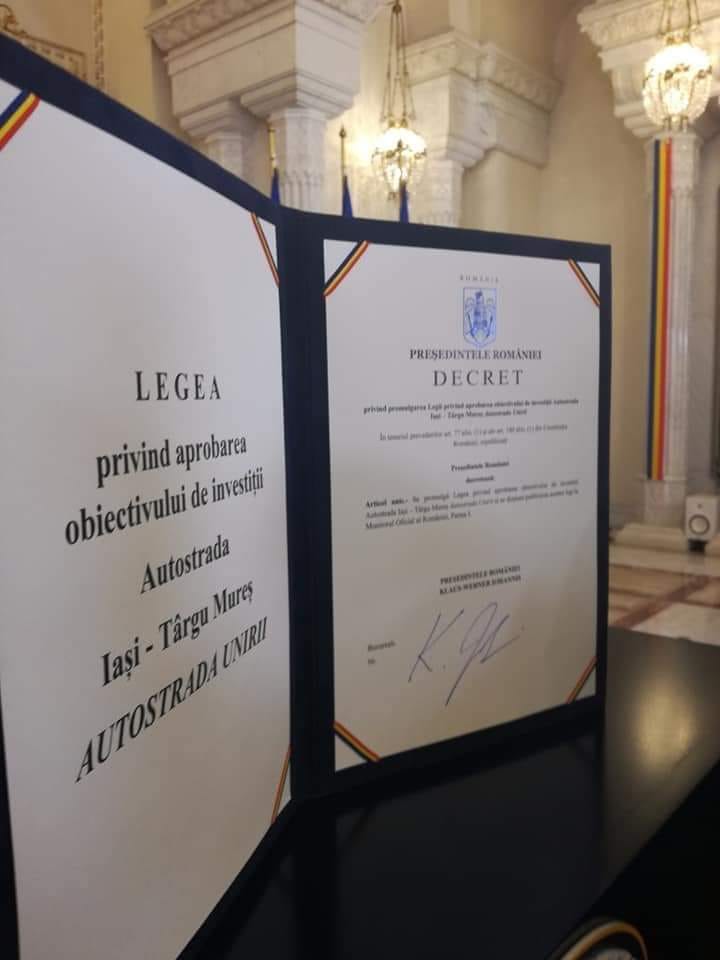 LEGEA
privind aprobarea
obiectivului de investiții
Autostrada
Iași - Târgu Mureș
AUTOSTRADA UNIRII
ROMÂNIA
PREȘEDINTELE ROMÂNIEI
DECRET
privind promulgarea Legii privind aprobarea obiectivului de investiții Autostrada
Iași – Târgu Mureș autostrada Unirii
În temeiul prevederilor art. 77 alin. (1) și ale art. 100 alin. (1) din Constituția
României, republicată
Președintele României
decretează:
Articol unic.- Se promulgă Legea privind aprobarea obiectivului de investiții
Autostrada Iași – Târgu Mureș autostrada Unirii și se dispune publicarea acestei legi în
Monitorul Oficial al României, Partea I.
PREȘEDINTELE ROMÂNIEI
KLAUS-WERNER IOHANNIS
București
Nr.